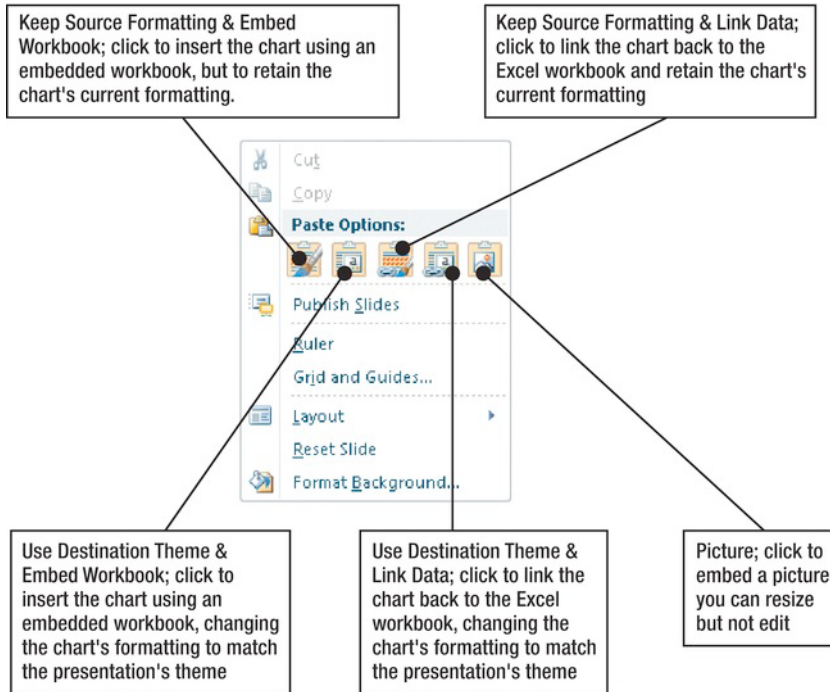 Keep Source Formatting & Embed
Workbook; click to insert the chart using an
embedded workbook, but to retain the
chart's current formatting.
Keep Source Formatting & Link Data;
click to link the chart back to the
Excel workbook and retain the chart's
current formatting
Cut
Copy
Paste Options:
a
a
Publish Slides
Ruler
Grid and Guides...
Layout
Reset Slide
Format Background...
Use Destination Theme &
Embed Workbook; click to
insert the chart using an
embedded workbook, changing
the chart's formatting to match
the presentation's theme
Use Destination Theme &
Link Data; click to link the
chart back to the Excel
workbook, changing the
chart's formatting to match
the presentation's theme
Picture; click to
embed a picture
you can resize
but not edit